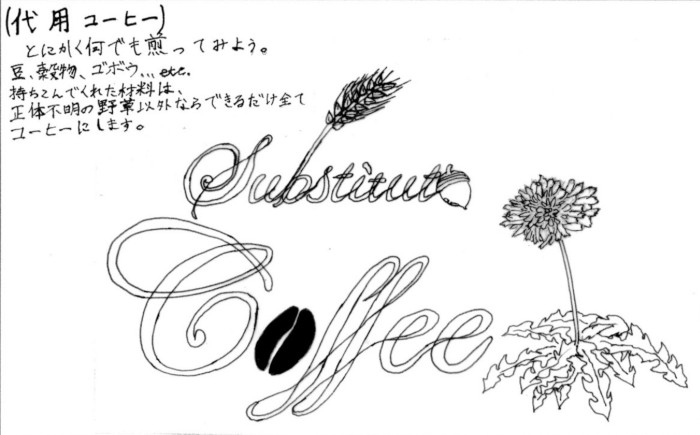 (代用コーヒー)
とにかく何でも煎ってみよう。
豆、穀物、ゴボウ...etc.
持ちこんでくれた材料は、
正体不明の野草以外ならできるだけ全て
コーヒーにします。
Substitute
Coffee